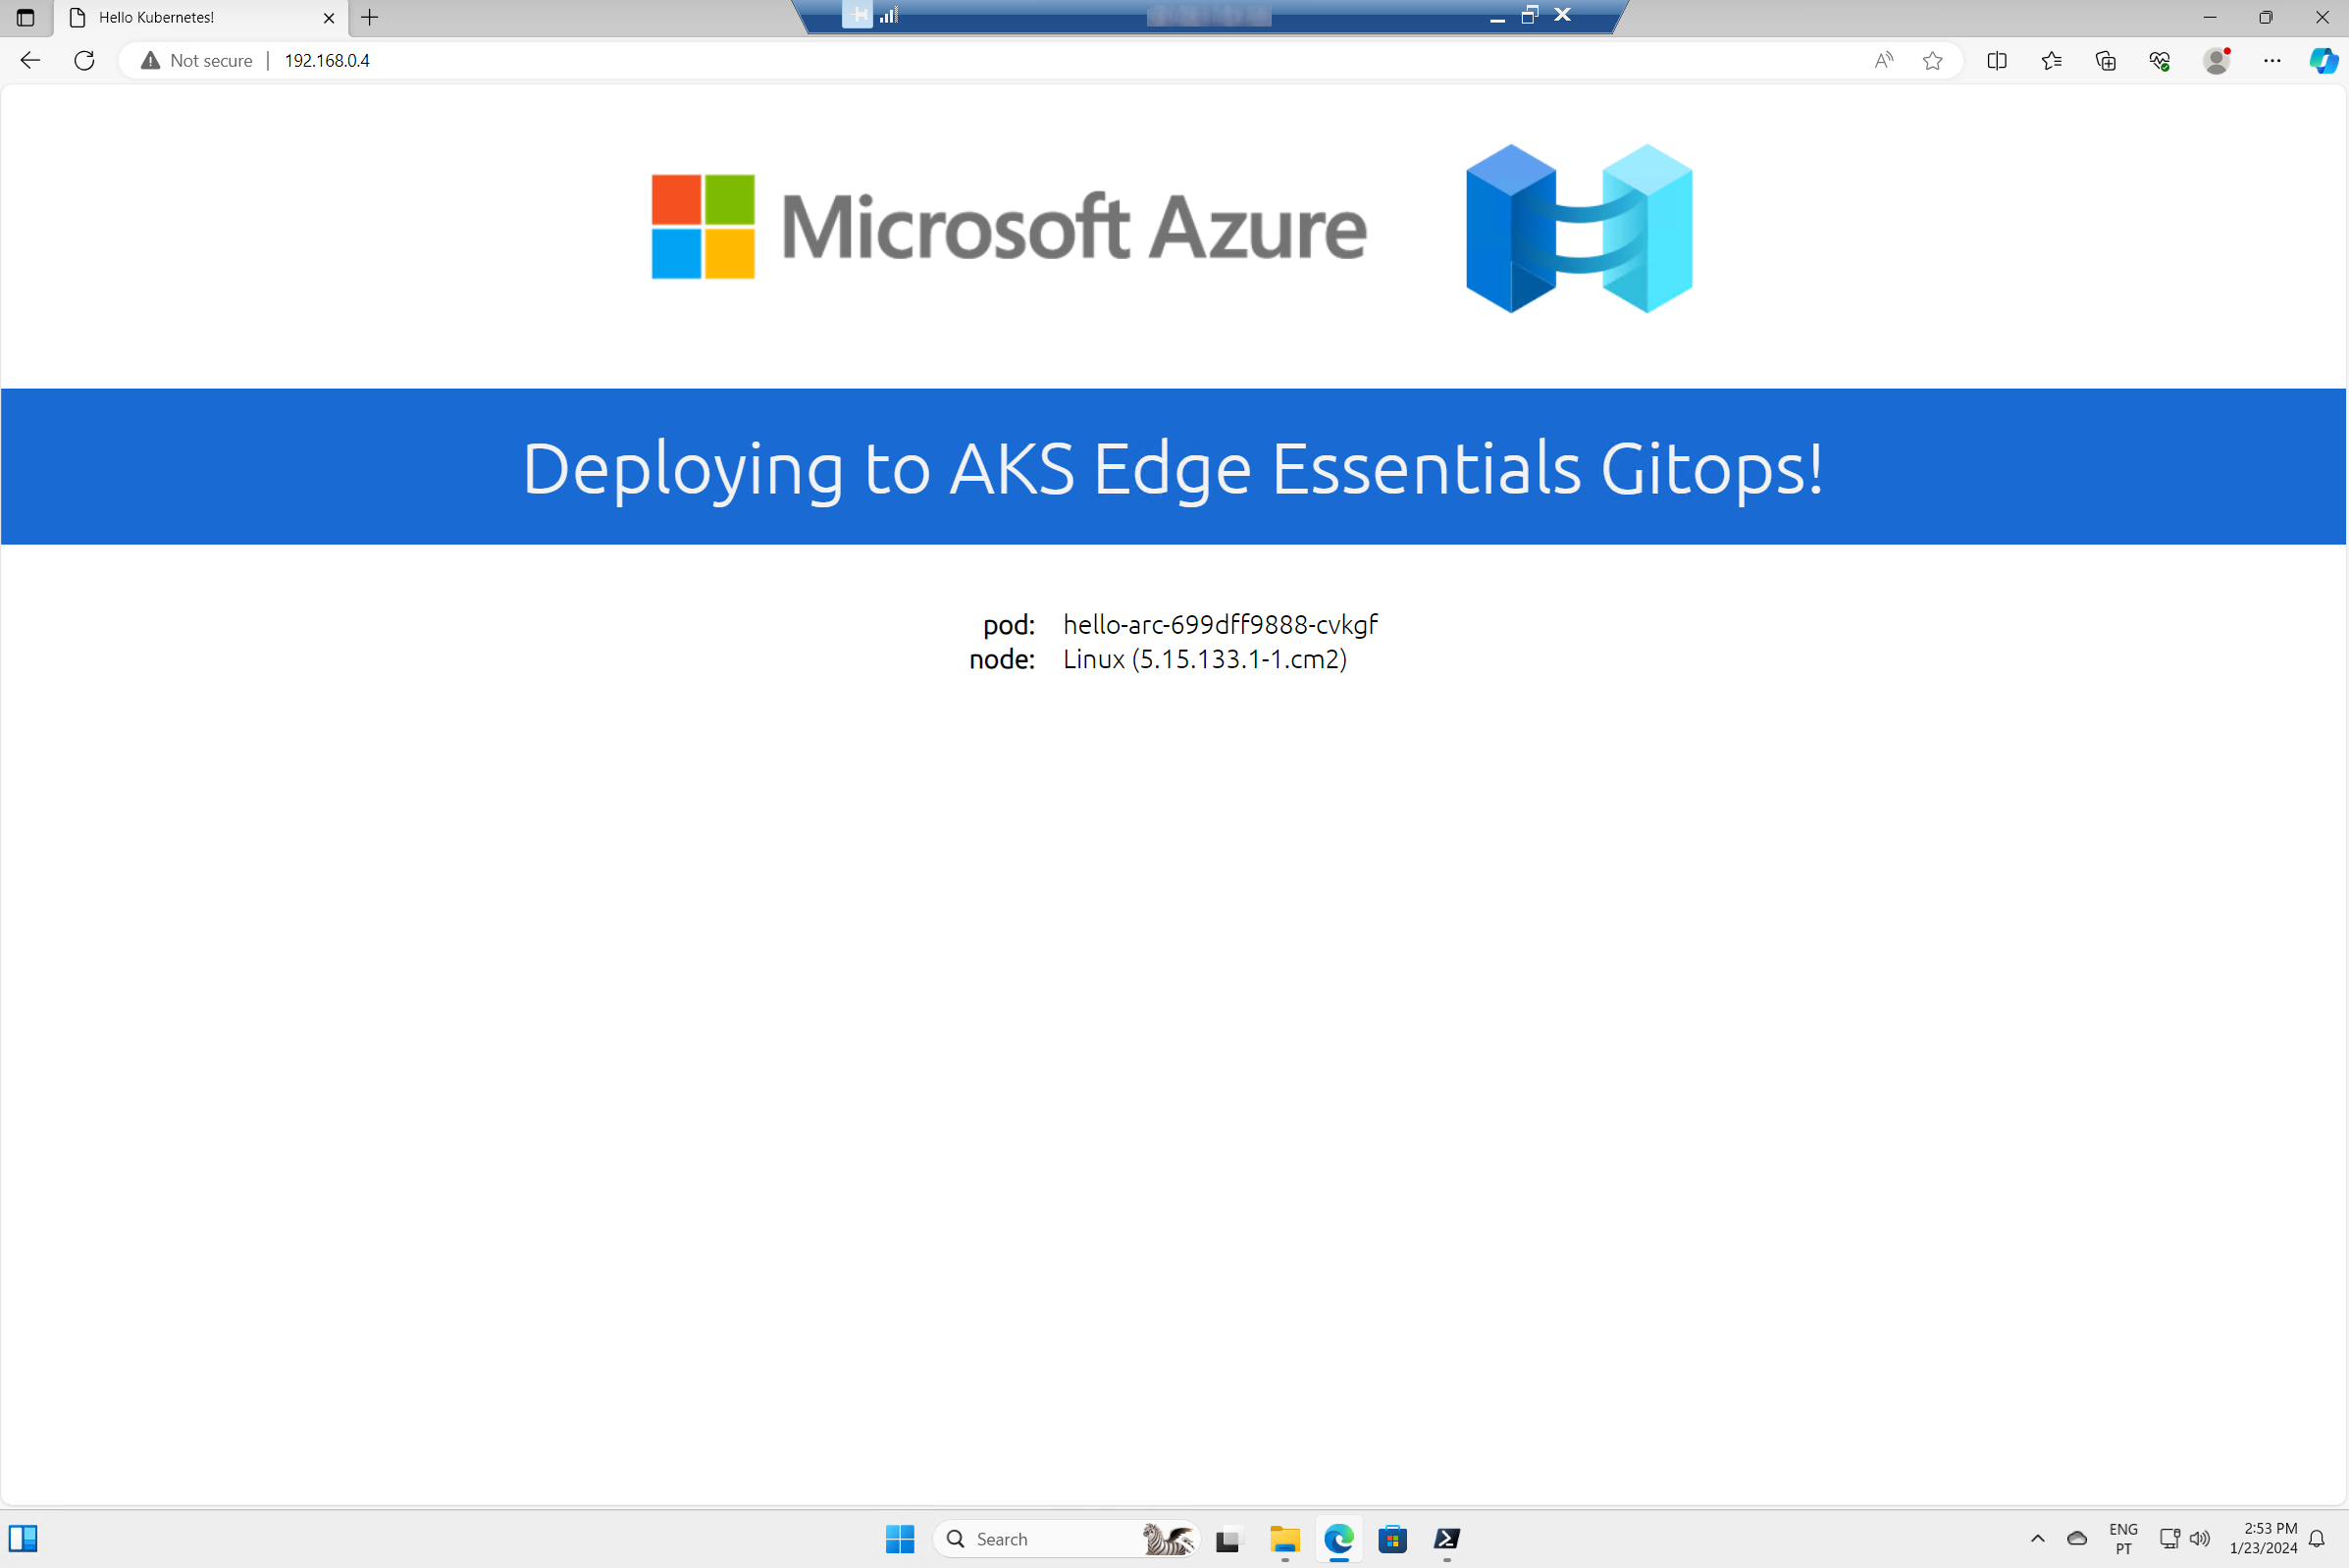 Hello Kubernetes!
Not secure | 192.168.0.4
Microsoft Azure
Deploying to AKS Edge Essentials Gitops!
pod: hello-arc-699dff9888-cvkgf
node: Linux (5.15.133.1-1.cm2)
Search
ENG
PT
2:53 PM
1/23/2024